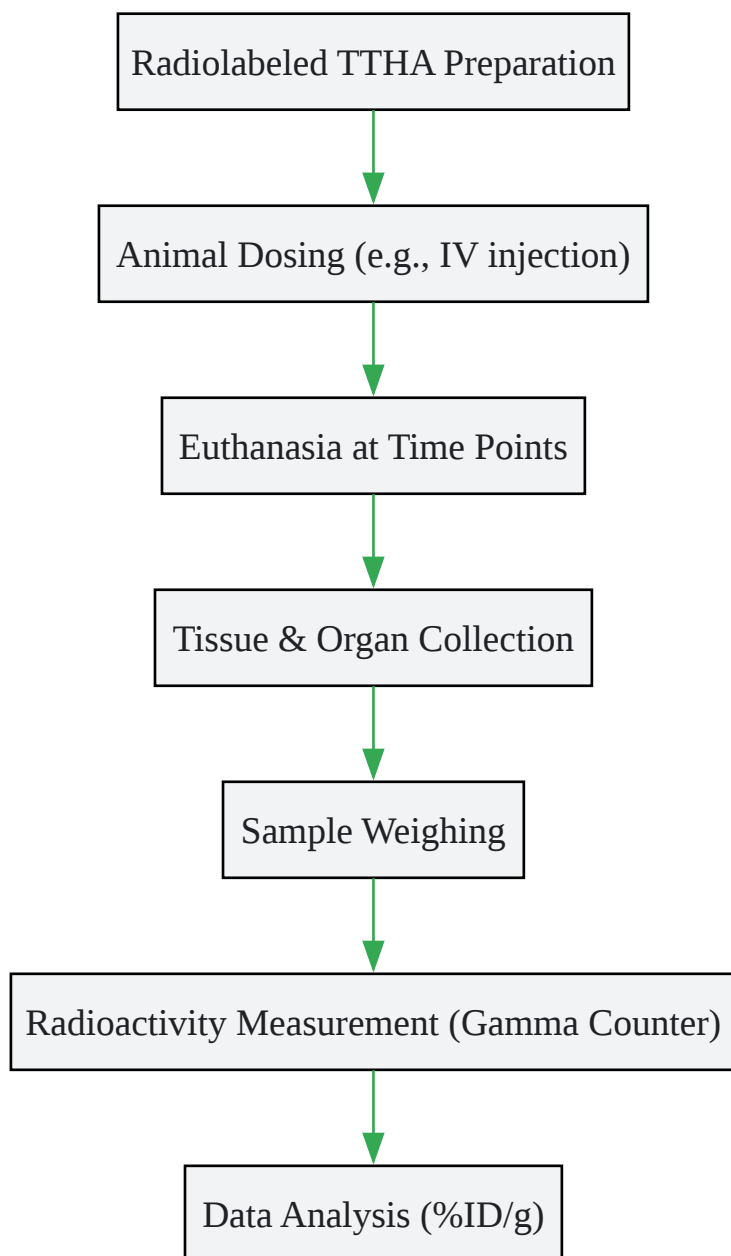 Radiolabeled TTHA Preparation
Animal Dosing (e.g., IV injection)
Euthanasia at Time Points
Tissue & Organ Collection
Sample Weighing
Radioactivity Measurement (Gamma Counter)
Data Analysis (%ID/g)